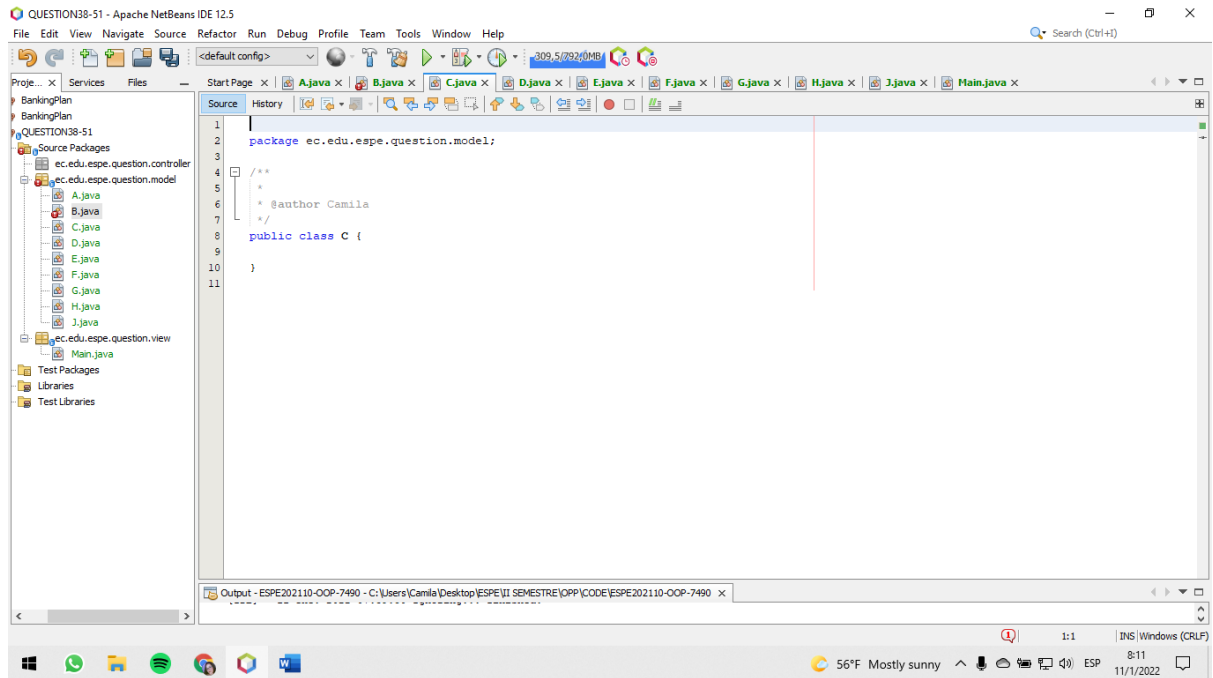 QUESTION38-51 - Apache NetBeans IDE 12.5
File Edit View Navigate Source Refactor Run Debug Profile Team Tools Window Help
Search (Ctrl+I)
<default config>
309,5/792,0MB
Proje... Services Files
Start Page A.java B.java C.java D.java E.java F.java G.java H.java J.java Main.java
Source History
BankingPlan
BankingPlan
QUESTION38-51
Source Packages
ec.edu.espe.question.controller
ec.edu.espe.question.model
A.java
B.java
C.java
D.java
E.java
F.java
G.java
H.java
J.java
ec.edu.espe.question.view
Main.java
Test Packages
Libraries
Test Libraries
1
2 package ec.edu.espe.question.model;
3
4 /**
5 *
6 * @author Camila
7 */
8 public class C {
9
10 }
11
Output - ESPE202110-OOP-7490 - C:\Users\Camila\Desktop\ESPE\II SEMESTRE\OPP\CODE\ESPE202110-OOP-7490
1
1:1
INS Windows (CRLF)
56°F Mostly sunny
ESP
8:11
11/1/2022